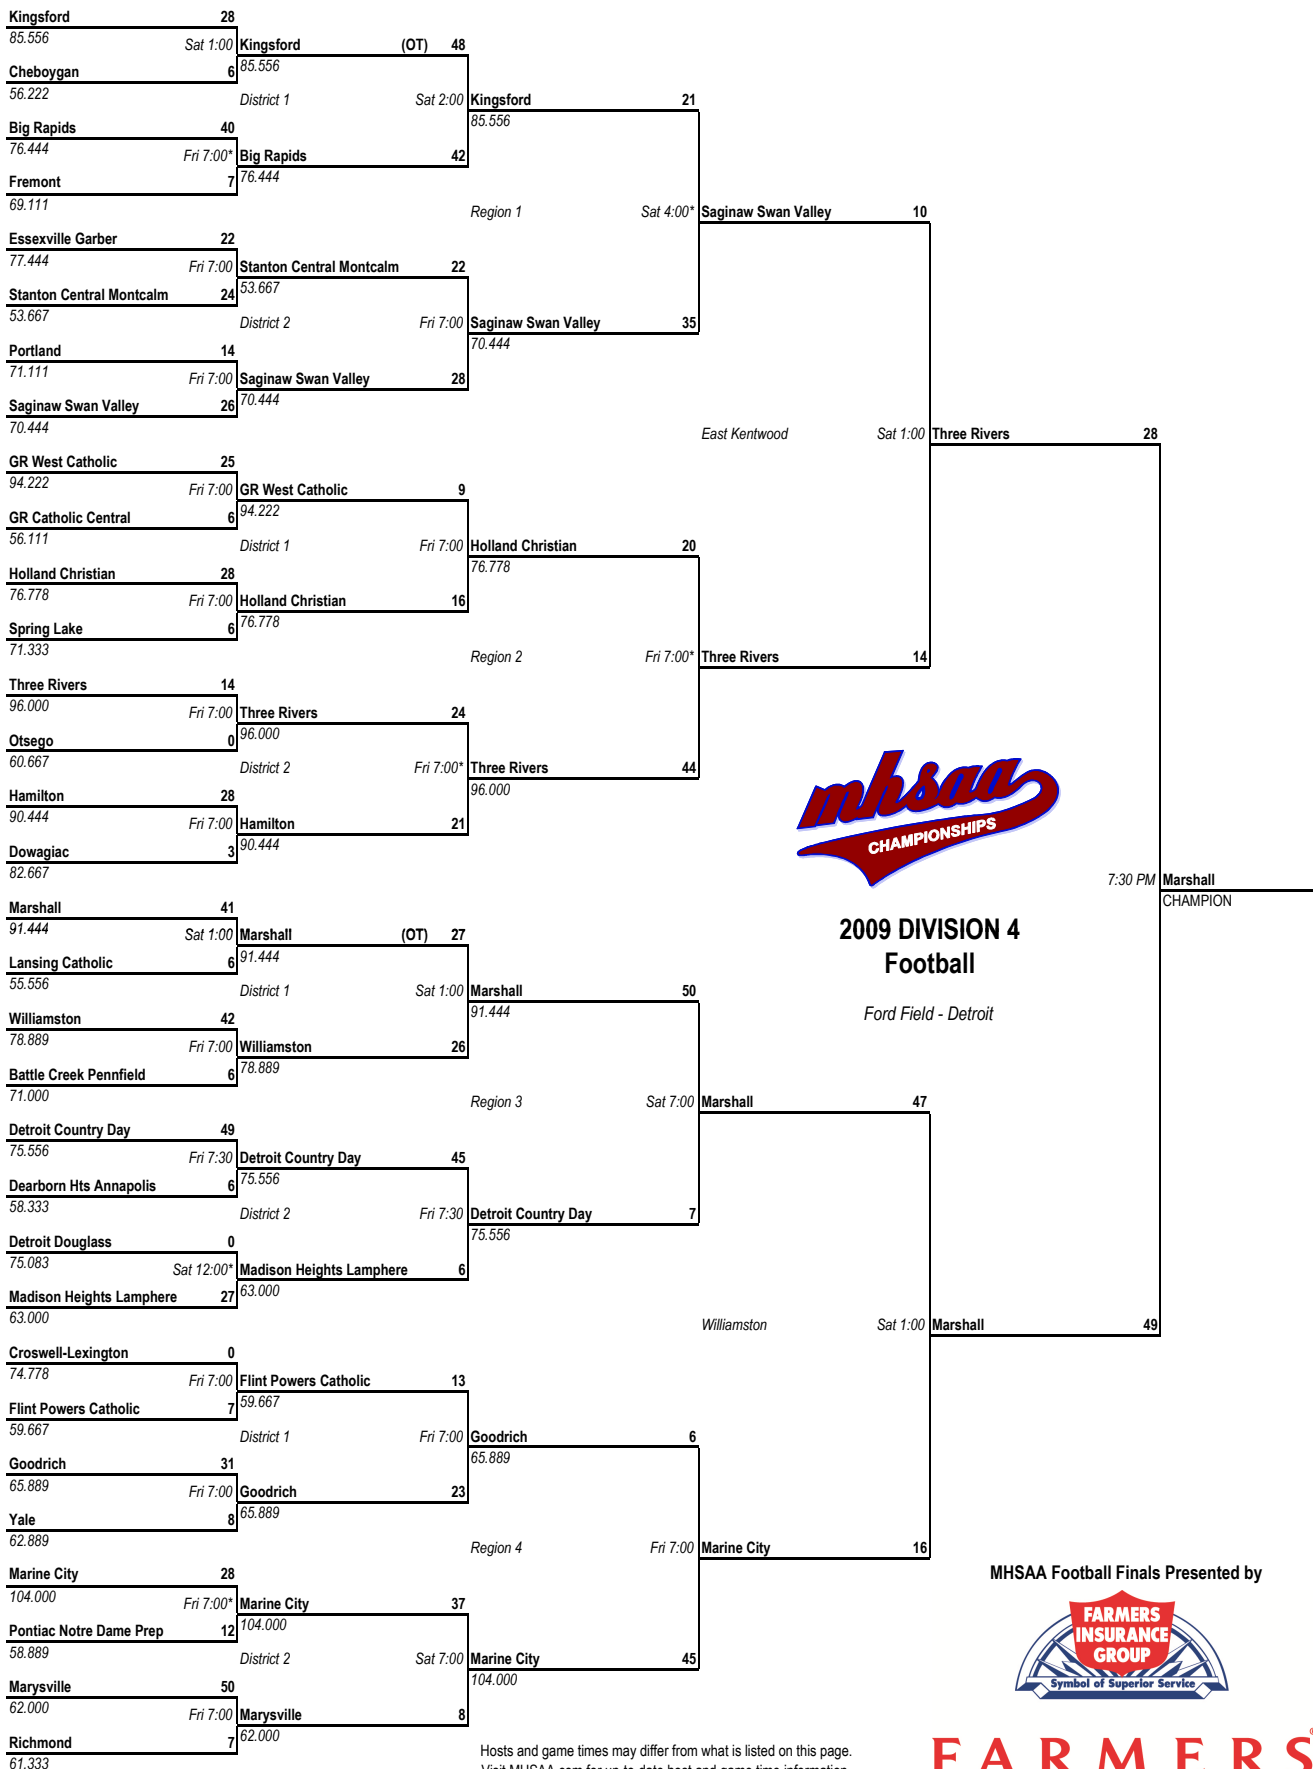 Kingsford 28
85.556
Sat 1:00 Kingsford (OT) 48
85.556
Cheboygan 6
56.222
District 1 Sat 2:00 Kingsford 21
85.556
Big Rapids 40
76.444
Fri 7:00* Big Rapids 42
76.444
Fremont 7
69.111
Region 1 Sat 4:00* Saginaw Swan Valley 10
Essexville Garber 22
77.444
Fri 7:00 Stanton Central Montcalm 22
53.667
Stanton Central Montcalm 24
53.667
District 2 Fri 7:00 Saginaw Swan Valley 35
70.444
Portland 14
71.111
Fri 7:00 Saginaw Swan Valley 28
70.444
Saginaw Swan Valley 26
70.444
East Kentwood Sat 1:00 Three Rivers 28
GR West Catholic 25
94.222
Fri 7:00 GR West Catholic 9
94.222
GR Catholic Central 6
56.111
District 1 Fri 7:00 Holland Christian 20
76.778
Holland Christian 28
76.778
Fri 7:00 Holland Christian 16
76.778
Spring Lake 6
71.333
Region 2 Fri 7:00* Three Rivers 14
Three Rivers 14
96.000
Fri 7:00 Three Rivers 24
96.000
Otsego 0
60.667
District 2 Fri 7:00* Three Rivers 44
96.000
Hamilton 28
90.444
Fri 7:00 Hamilton 21
90.444
Dowagiac 3
82.667
mhsaa
CHAMPIONSHIPS
7:30 PM Marshall
CHAMPION
2009 DIVISION 4
Football
Ford Field - Detroit
Marshall 41
91.444
Sat 1:00 Marshall (OT) 27
91.444
Lansing Catholic 6
55.556
District 1 Sat 1:00 Marshall 50
91.444
Williamston 42
78.889
Fri 7:00 Williamston 26
78.889
Battle Creek Pennfield 6
71.000
Region 3 Sat 7:00 Marshall 47
Detroit Country Day 49
75.556
Fri 7:30 Detroit Country Day 45
75.556
Dearborn Hts Annapolis 6
58.333
District 2 Fri 7:30 Detroit Country Day 7
75.556
Detroit Douglass 0
75.083
Sat 12:00* Madison Heights Lamphere 6
63.000
Madison Heights Lamphere 27
63.000
Williamston Sat 1:00 Marshall 49
Croswell-Lexington 0
74.778
Fri 7:00 Flint Powers Catholic 13
59.667
Flint Powers Catholic 7
59.667
District 1 Fri 7:00 Goodrich 6
65.889
Goodrich 31
65.889
Fri 7:00 Goodrich 23
65.889
Yale 8
62.889
Region 4 Fri 7:00 Marine City 16
Marine City 28
104.000
Fri 7:00* Marine City 37
104.000
Pontiac Notre Dame Prep 12
58.889
District 2 Sat 7:00 Marine City 45
104.000
Marysville 50
62.000
Fri 7:00 Marysville 8
62.000
Richmond 7
61.333
MHSAA Football Finals Presented by
FARMERS
INSURANCE
GROUP
Symbol of Superior Service
FARMERS®
Hosts and game times may differ from what is listed on this page.
Visit MHSAA.com for up to date host and game time information.